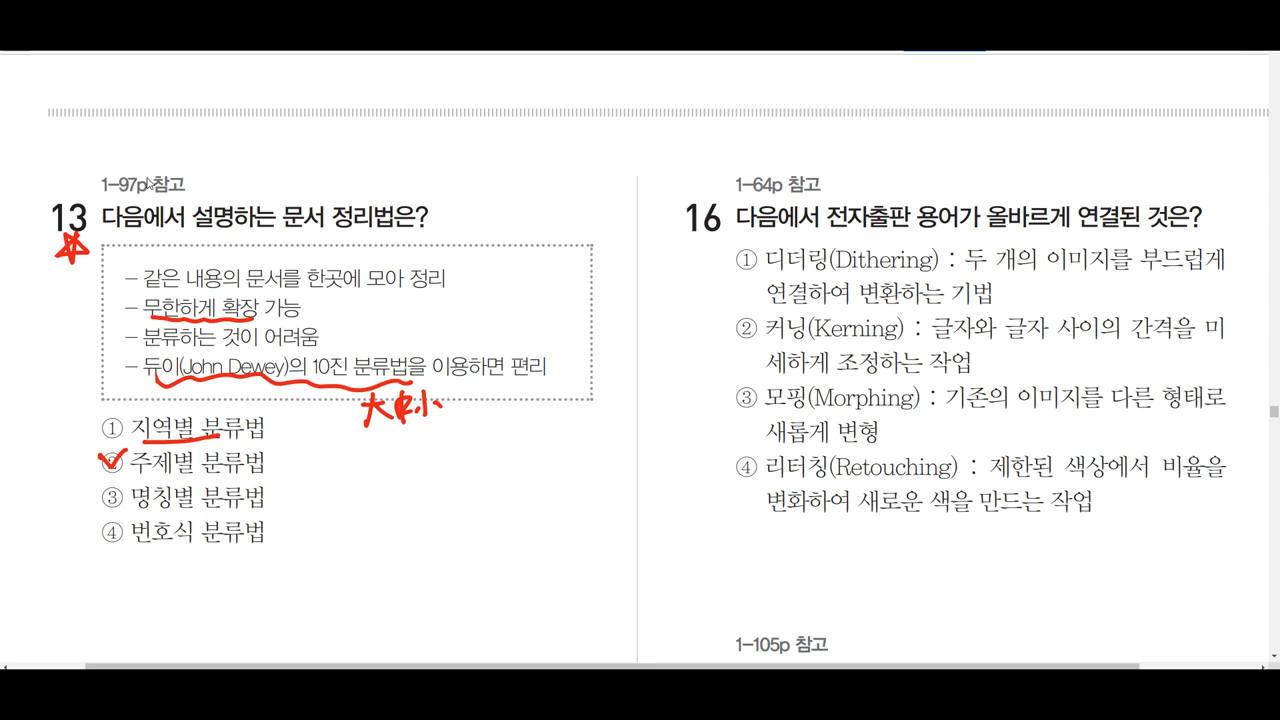 1-97p 참고
13 다음에서 설명하는 문서 정리법은?
– 같은 내용의 문서를 한곳에 모아 정리
– 무한하게 확장 가능
– 분류하는 것이 어려움
– 듀이(John Dewey)의 10진 분류법을 이용하면 편리
大 中 小
① 지역별 분류법
② 주제별 분류법
③ 명칭별 분류법
④ 번호식 분류법
1-64p 참고
16 다음에서 전자출판 용어가 올바르게 연결된 것은?
① 디더링(Dithering) : 두 개의 이미지를 부드럽게
연결하여 변환하는 기법
② 커닝(Kerning) : 글자와 글자 사이의 간격을 미
세하게 조정하는 작업
③ 모핑(Morphing) : 기존의 이미지를 다른 형태로
새롭게 변형
④ 리터칭(Retouching) : 제한된 색상에서 비율을
변화하여 새로운 색을 만드는 작업
1-105p 참고